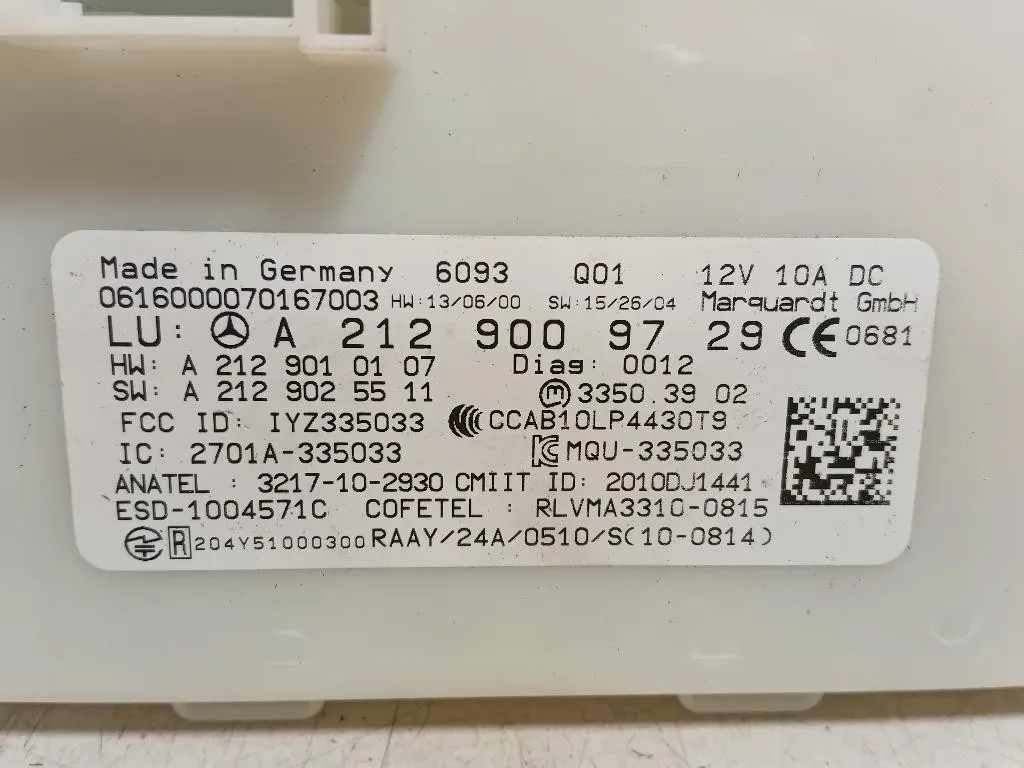 Made in Germany 6093 Q01 12V 10A DC
0616000070167003 HW:13/06/00 SW:15/26/04 Marquardt GmbH
LU: A 212 900 97 29 CE 0681
HW: A 212 901 01 07 Diag: 0012
SW: A 212 902 55 11 m 3350.39 02
FCC ID: IYZ335033 CCAB10LP4430T9
IC: 2701A-335033 MQU-335033
ANATEL : 3217-10-2930 CMIIT ID: 2010DJ1441
ESD-1004571C COFETEL : RLVMA3310-0815
R 204Y51000300 RAAY/24A/0510/S(10-0814)